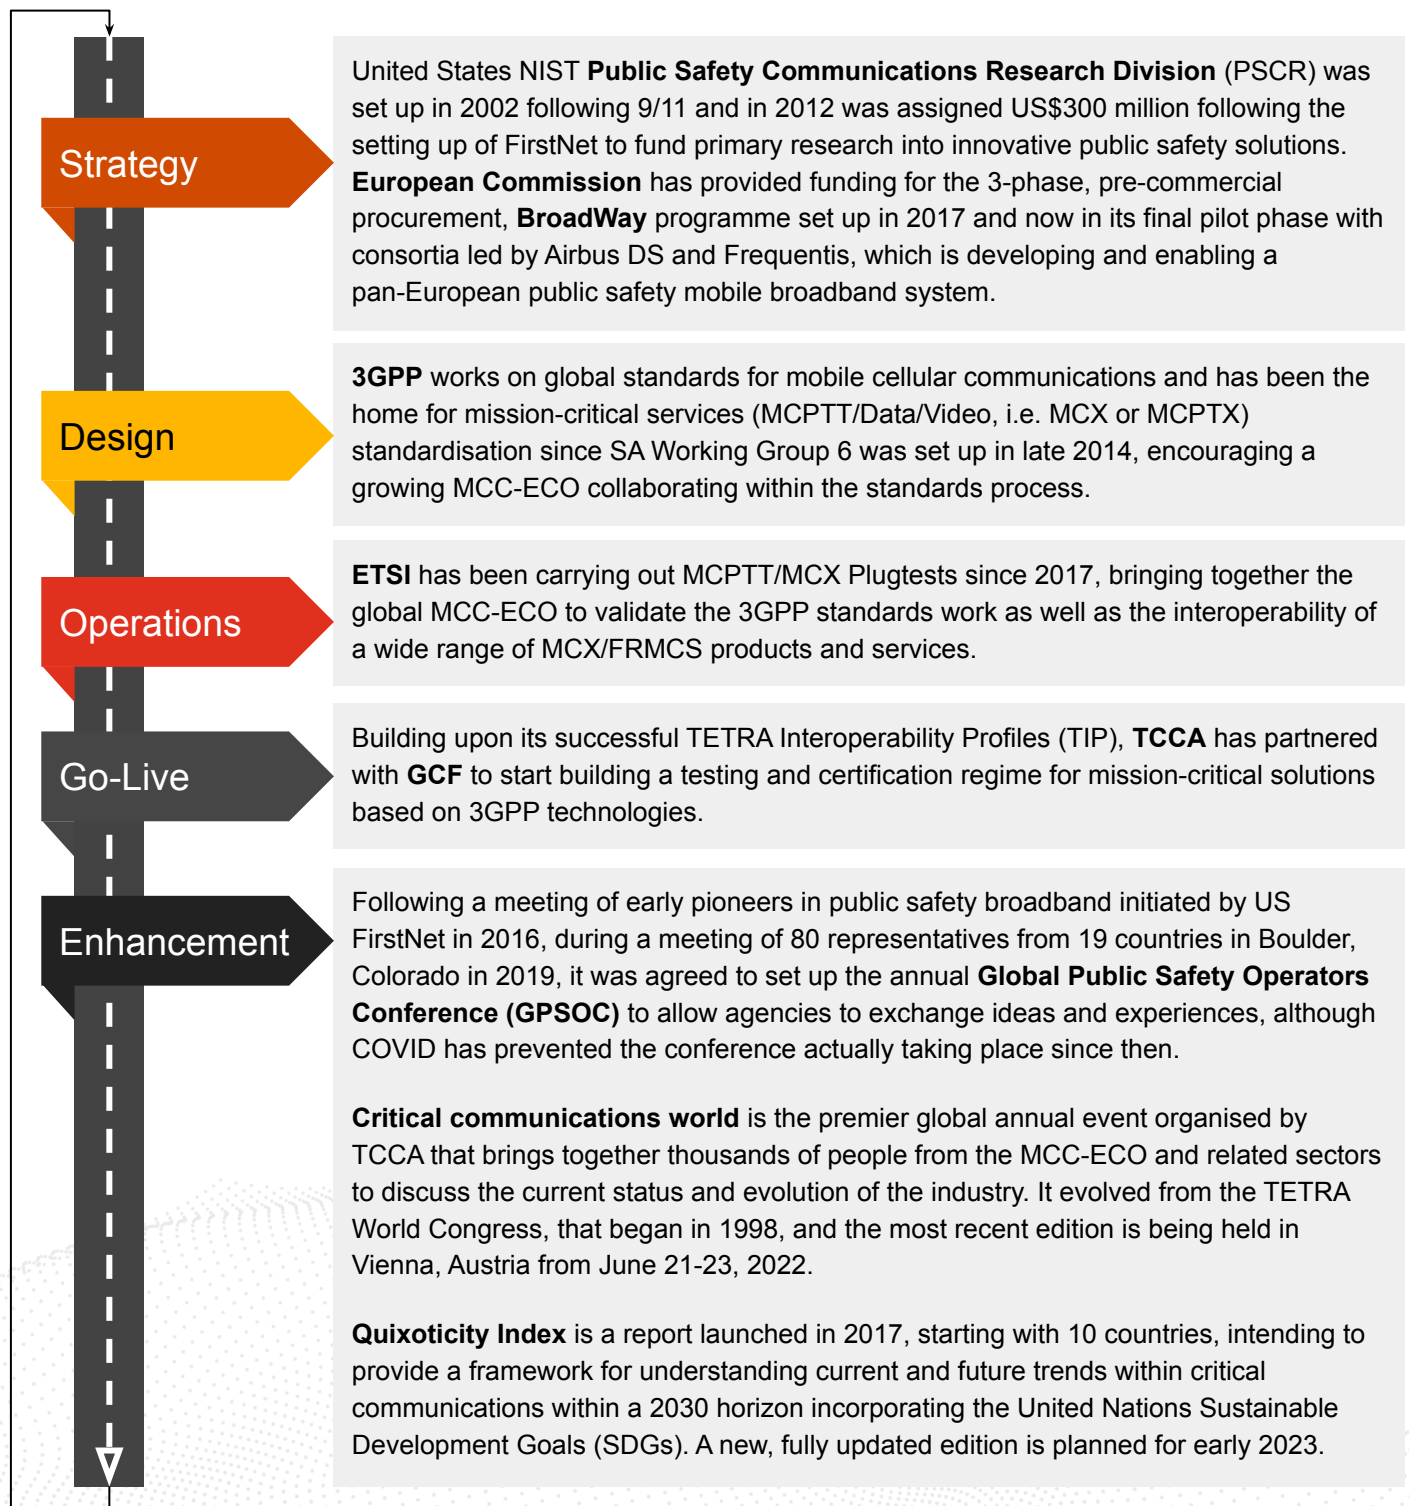 Strategy
United States NIST Public Safety Communications Research Division (PSCR) was
set up in 2002 following 9/11 and in 2012 was assigned US$300 million following the
setting up of FirstNet to fund primary research into innovative public safety solutions.
European Commission has provided funding for the 3-phase, pre-commercial
procurement, BroadWay programme set up in 2017 and now in its final pilot phase with
consortia led by Airbus DS and Frequentis, which is developing and enabling a
pan-European public safety mobile broadband system.
Design
3GPP works on global standards for mobile cellular communications and has been the
home for mission-critical services (MCPTT/Data/Video, i.e. MCX or MCPTX)
standardisation since SA Working Group 6 was set up in late 2014, encouraging a
growing MCC-ECO collaborating within the standards process.
Operations
ETSI has been carrying out MCPTT/MCX Plugtests since 2017, bringing together the
global MCC-ECO to validate the 3GPP standards work as well as the interoperability of
a wide range of MCX/FRMCS products and services.
Go-Live
Building upon its successful TETRA Interoperability Profiles (TIP), TCCA has partnered
with GCF to start building a testing and certification regime for mission-critical solutions
based on 3GPP technologies.
Enhancement
Following a meeting of early pioneers in public safety broadband initiated by US
FirstNet in 2016, during a meeting of 80 representatives from 19 countries in Boulder,
Colorado in 2019, it was agreed to set up the annual Global Public Safety Operators
Conference (GPSOC) to allow agencies to exchange ideas and experiences, although
COVID has prevented the conference actually taking place since then.
Critical communications world is the premier global annual event organised by
TCCA that brings together thousands of people from the MCC-ECO and related sectors
to discuss the current status and evolution of the industry. It evolved from the TETRA
World Congress, that began in 1998, and the most recent edition is being held in
Vienna, Austria from June 21-23, 2022.
Quixoticity Index is a report launched in 2017, starting with 10 countries, intending to
provide a framework for understanding current and future trends within critical
communications within a 2030 horizon incorporating the United Nations Sustainable
Development Goals (SDGs). A new, fully updated edition is planned for early 2023.